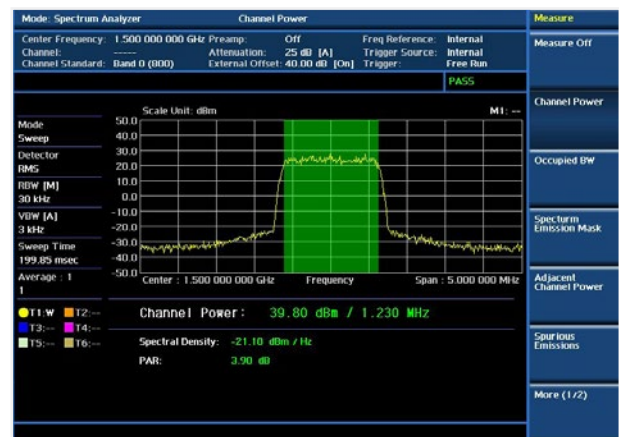 Mode: Spectrum Analyzer Channel Power Measure
Center Frequency: 1.500 000 000 GHz Preamp: Off Freq Reference: Internal
Channel: ----- Attenuation: 25 dB [A] Trigger Source: Internal
Channel Standard: Band 0 (800) External Offset: 40.00 dB [On] Trigger: Free Run
Measure Off
PASS
Scale Unit: dBm M1: --
Channel Power
Mode
Sweep
Detector
RMS
RBW [M]
30 kHz
VBW [A]
3 kHz
Sweep Time
199.85 msec
Average : 1
1
50.0
40.0
30.0
20.0
10.0
0.0
-10.0
-20.0
-30.0
-40.0
-50.0
Center : 1.500 000 000 GHz Frequency Span : 5.000 000 MHz
Occupied BW
Specturm
Emission Mask
Adjacent
Channel Power
T1:W T2:--
T3:-- T4:--
T5:-- T6:--
Channel Power: 39.80 dBm / 1.230 MHz
Spectral Density: -21.10 dBm / Hz
PAR: 3.90 dB
Spurious
Emissions
More (1/2)